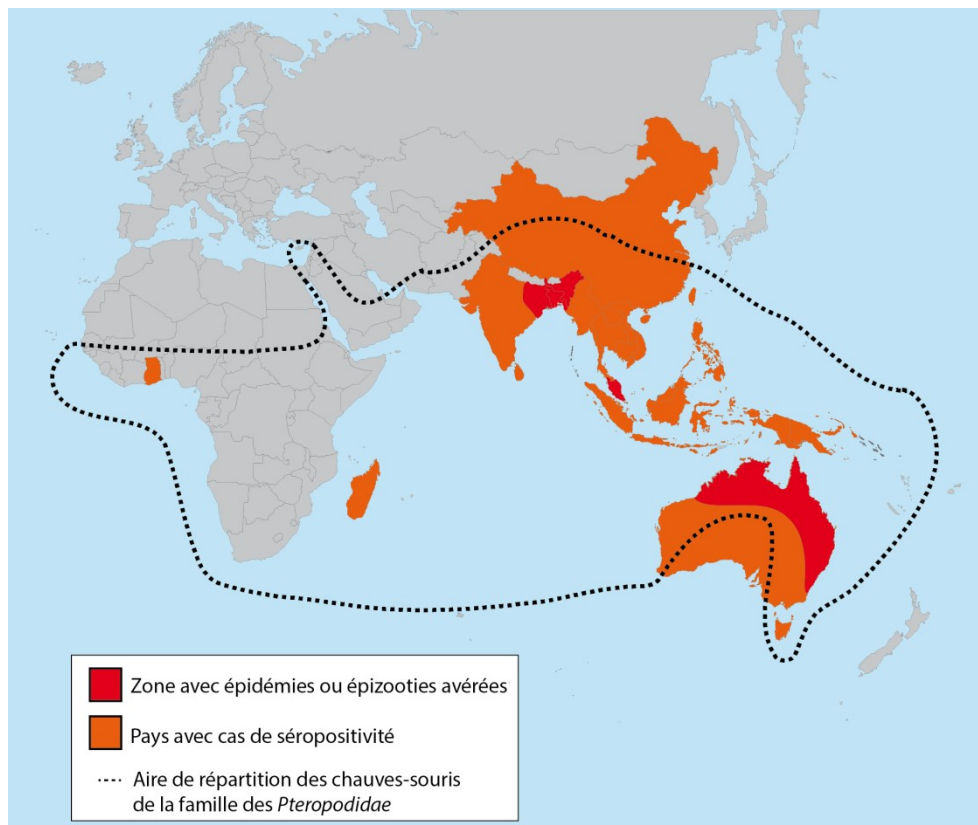 Zone avec épidémies ou épizooties avérées
Pays avec cas de séropositivité
Aire de répartition des chauves-souris
de la famille des Pteropodidae